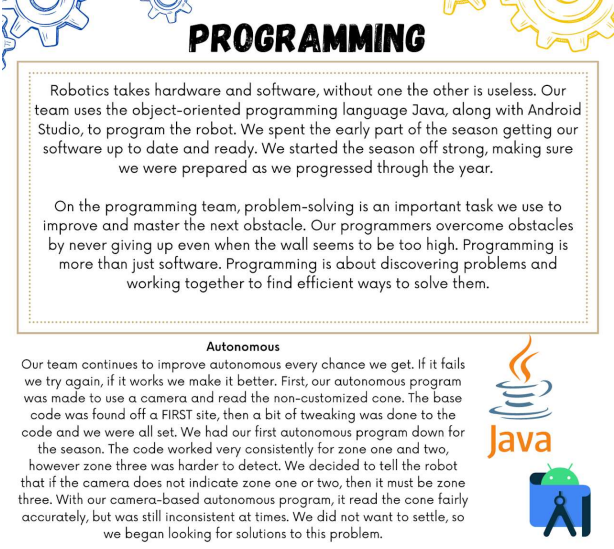 PROGRAMMING
Robotics takes hardware and software, without one the other is useless. Our
team uses the object-oriented programming language Java, along with Android
Studio, to program the robot. We spent the early part of the season getting our
software up to date and ready. We started the season off strong, making sure
we were prepared as we progressed through the year.
On the programming team, problem-solving is an important task we use to
improve and master the next obstacle. Our programmers overcome obstacles
by never giving up even when the wall seems to be too high. Programming is
more than just software. Programming is about discovering problems and
working together to find efficient ways to solve them.
Autonomous
Our team continues to improve autonomous every chance we get. If it fails
we try again, if it works we make it better. First, our autonomous program
was made to use a camera and read the non-customized cone. The base
code was found off a FIRST site, then a bit of tweaking was done to the
code and we were all set. We had our first autonomous program down for
the season. The code worked very consistently for zone one and two,
however zone three was harder to detect. We decided to tell the robot
that if the camera does not indicate zone one or two, then it must be zone
three. With our camera-based autonomous program, it read the cone fairly
accurately, but was still inconsistent at times. We did not want to settle, so
we began looking for solutions to this problem.
Java